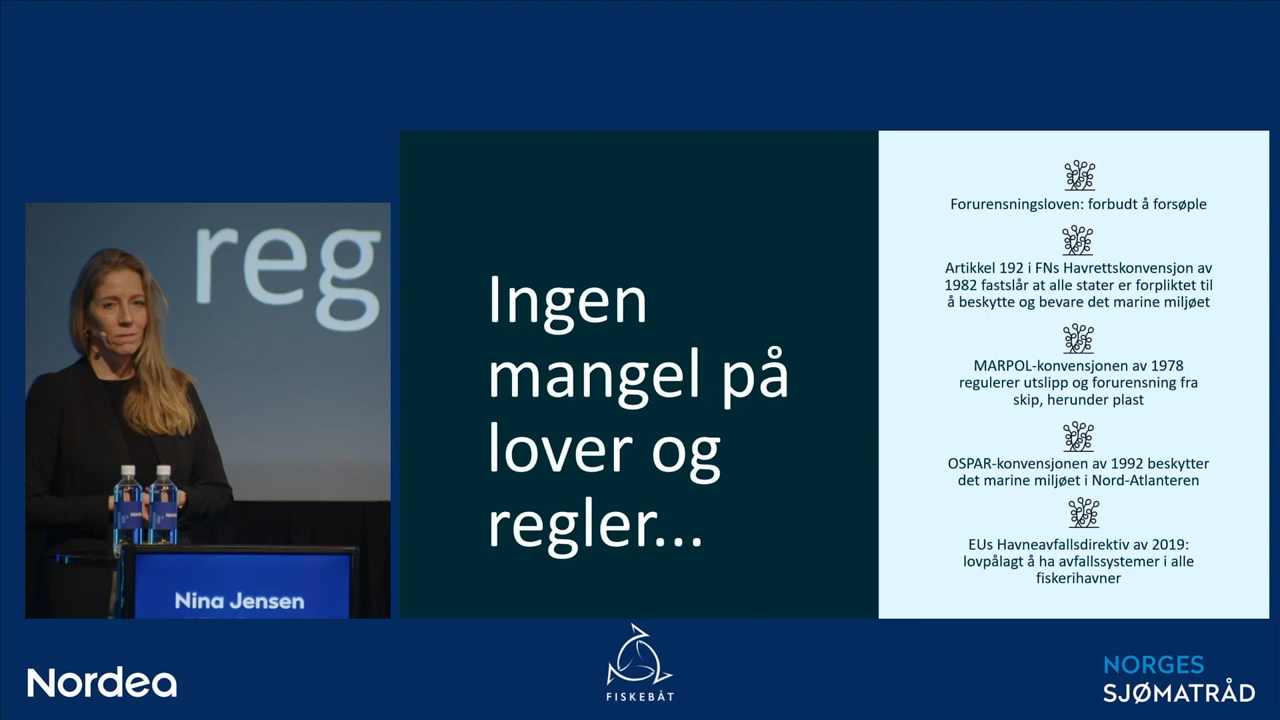 reg
Nina Jensen
Ingen
mangel på
lover og
regler...
Forurensningsloven: forbudt å forsøple
Artikkel 192 i FNs Havrettskonvensjon av
1982 fastslår at alle stater er forpliktet til
å beskytte og bevare det marine miljøet
MARPOL-konvensjonen av 1978
regulerer utslipp og forurensning fra
skip, herunder plast
OSPAR-konvensjonen av 1992 beskytter
det marine miljøet i Nord-Atlanteren
EUs Havneavfallsdirektiv av 2019:
lovpålagt å ha avfallssystemer i alle
fiskerihavner
Nordea
FISKEBÅT
NORGES
SJØMATRÅD